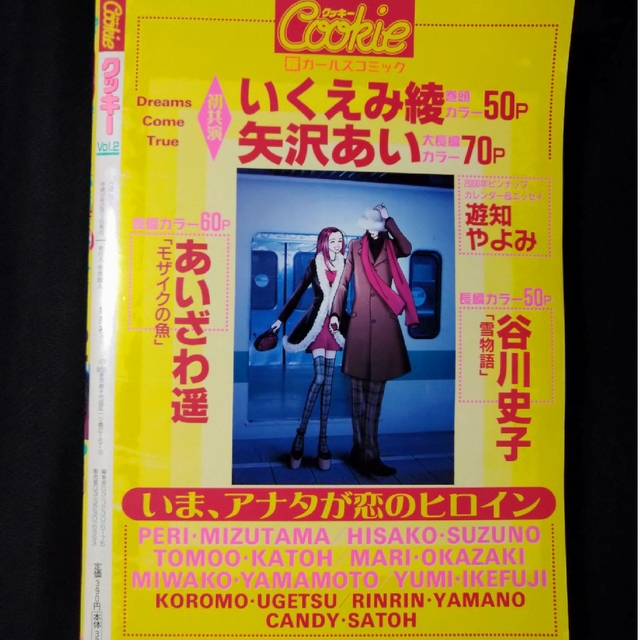 Cookie
クッキー
Vol.2
クッキー
Cookie
ガールズコミック
Dreams
Come
True
初共演
いくえみ綾 巻頭カラー50P
矢沢あい 大長編カラー70P
2000年ピンナップ
カレンダー&エッセイ
遊知
やよみ
長編カラー60P
あいざわ遥
「モザイクの魚」
長編カラー50P
谷川史子
「雪物語」
いま、アナタが恋のヒロイン
PERI・MIZUTAMA/HISAKO・SUZUNO
TOMOO・KATOH MARI・OKAZAKI
MIWAKO・YAMAMOTO/YUMI・IKEFUJI
KOROMO・UGETSU RINRIN・YAMANO
CANDY・SATOH
定価390円